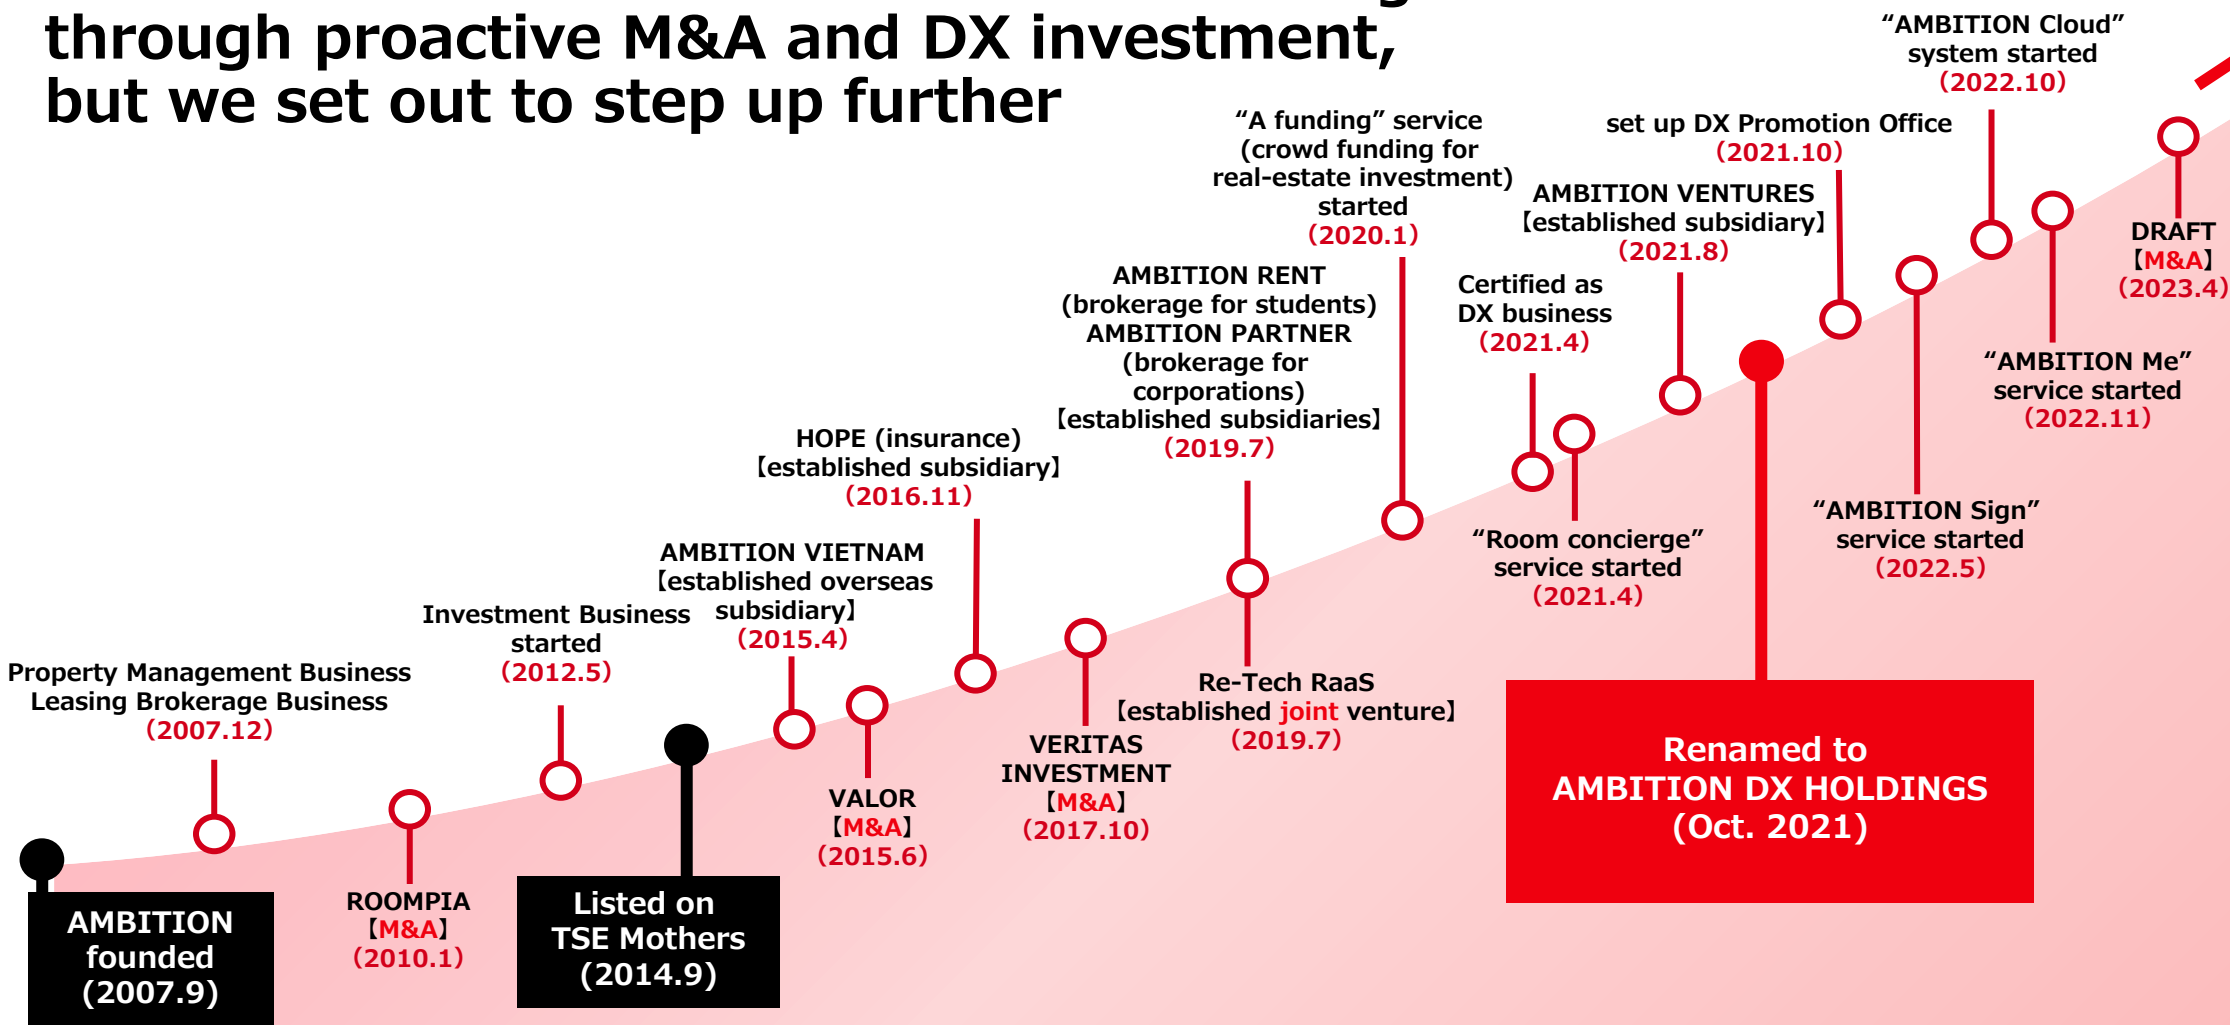 through proactive M&A and DX investment,
but we set out to step up further
AMBITION
founded
(2007.9)
Property Management Business
Leasing Brokerage Business
(2007.12)
ROOMPIA
【M&A】
(2010.1)
Investment Business
started
(2012.5)
Listed on
TSE Mothers
(2014.9)
AMBITION VIETNAM
【established overseas
subsidiary】
(2015.4)
VALOR
【M&A】
(2015.6)
HOPE (insurance)
【established subsidiary】
(2016.11)
VERITAS
INVESTMENT
【M&A】
(2017.10)
AMBITION RENT
(brokerage for students)
AMBITION PARTNER
(brokerage for
corporations)
【established subsidiaries】
(2019.7)
Re-Tech RaaS
【established joint venture】
(2019.7)
“A funding” service
(crowd funding for
real-estate investment)
started
(2020.1)
Certified as
DX business
(2021.4)
“Room concierge”
service started
(2021.4)
AMBITION VENTURES
【established subsidiary】
(2021.8)
Renamed to
AMBITION DX HOLDINGS
(Oct. 2021)
set up DX Promotion Office
(2021.10)
“AMBITION Sign”
service started
(2022.5)
“AMBITION Cloud”
system started
(2022.10)
“AMBITION Me”
service started
(2022.11)
DRAFT
【M&A】
(2023.4)